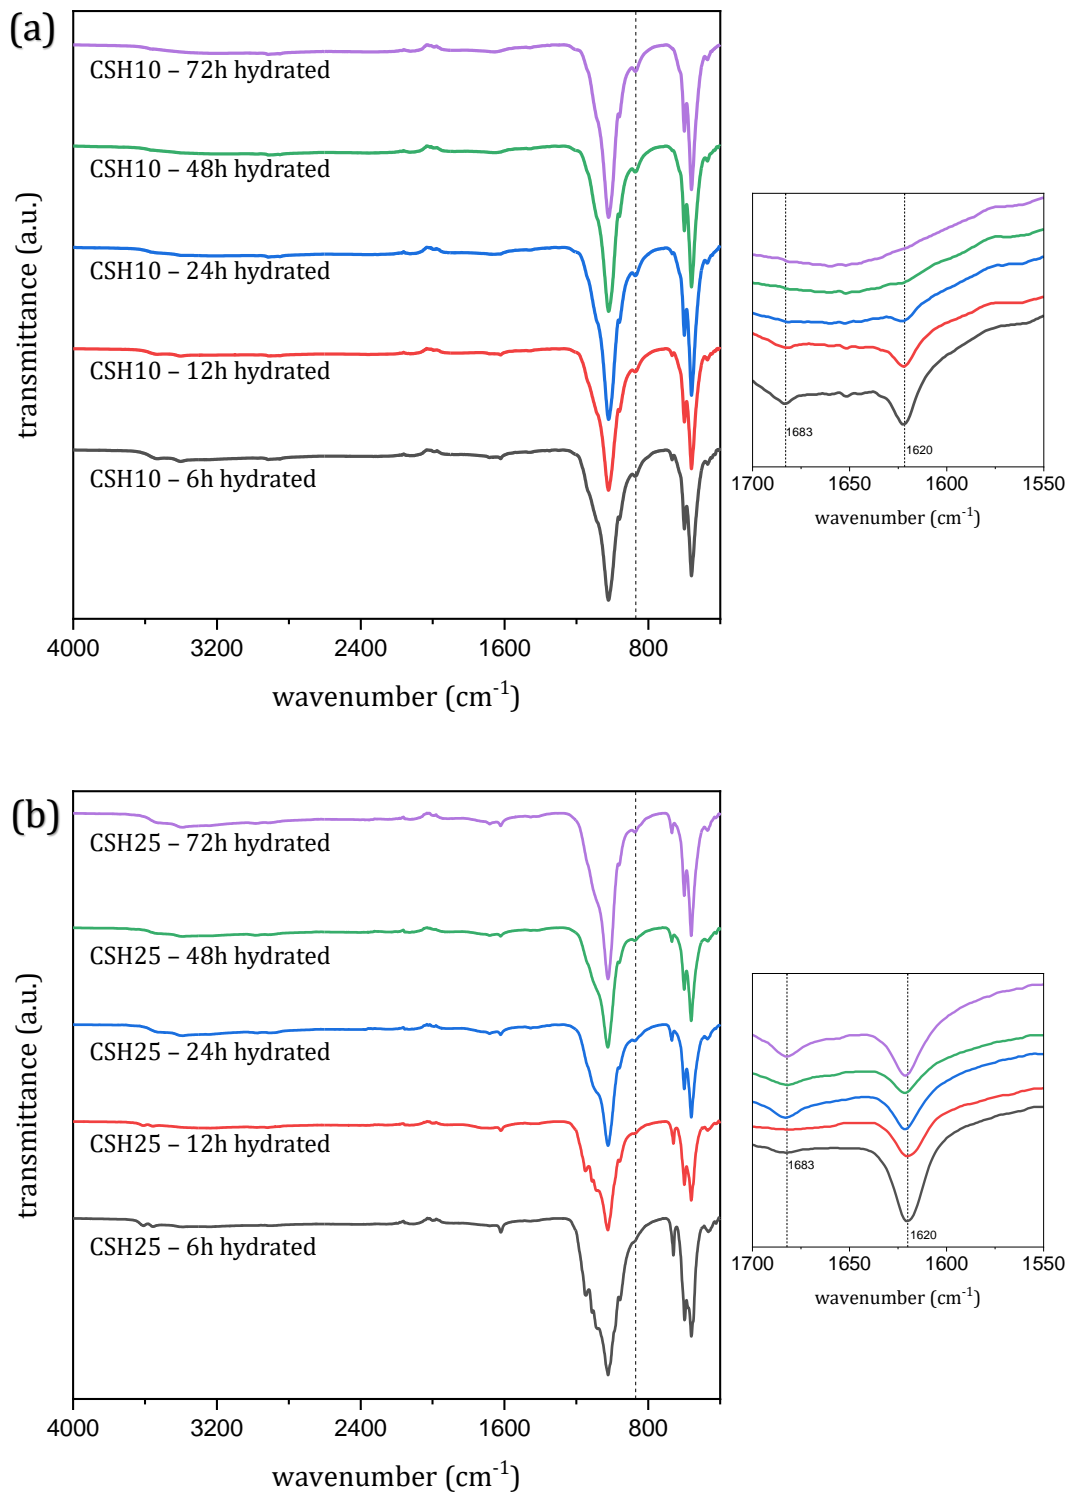 (a)
CSH10 – 72h hydrated
CSH10 – 48h hydrated
CSH10 – 24h hydrated
CSH10 – 12h hydrated
CSH10 – 6h hydrated
transmittance (a.u.)
4000 3200 2400 1600 800
wavenumber (cm⁻¹)
1683
1620
1700 1650 1600 1550
wavenumber (cm⁻¹)
(b)
CSH25 – 72h hydrated
CSH25 – 48h hydrated
CSH25 – 24h hydrated
CSH25 – 12h hydrated
CSH25 – 6h hydrated
transmittance (a.u.)
4000 3200 2400 1600 800
wavenumber (cm⁻¹)
1683
1620
1700 1650 1600 1550
wavenumber (cm⁻¹)